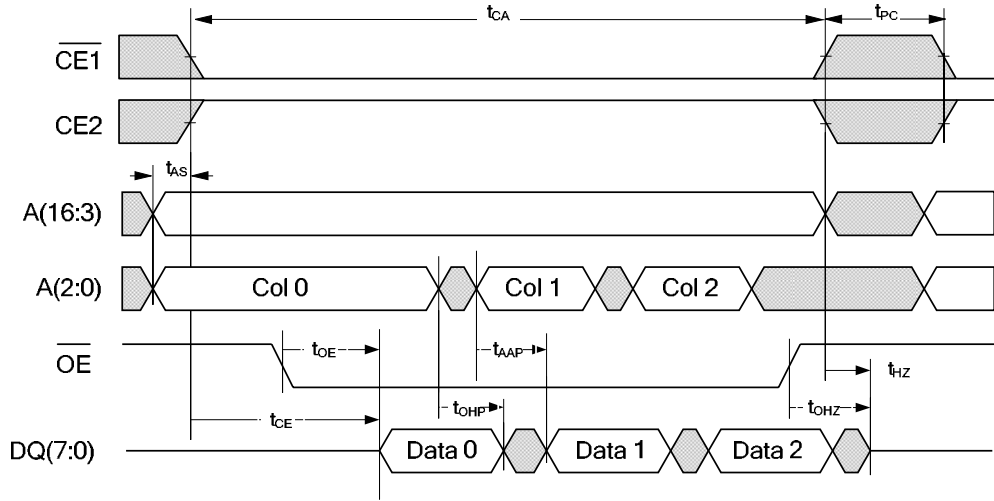 tCA tPC
CE1
CE2
tAS
A(16:3)
A(2:0) Col 0 Col 1 Col 2
OE tOE tAAP tHZ
tCE tOHP tOHZ
DQ(7:0) Data 0 Data 1 Data 2